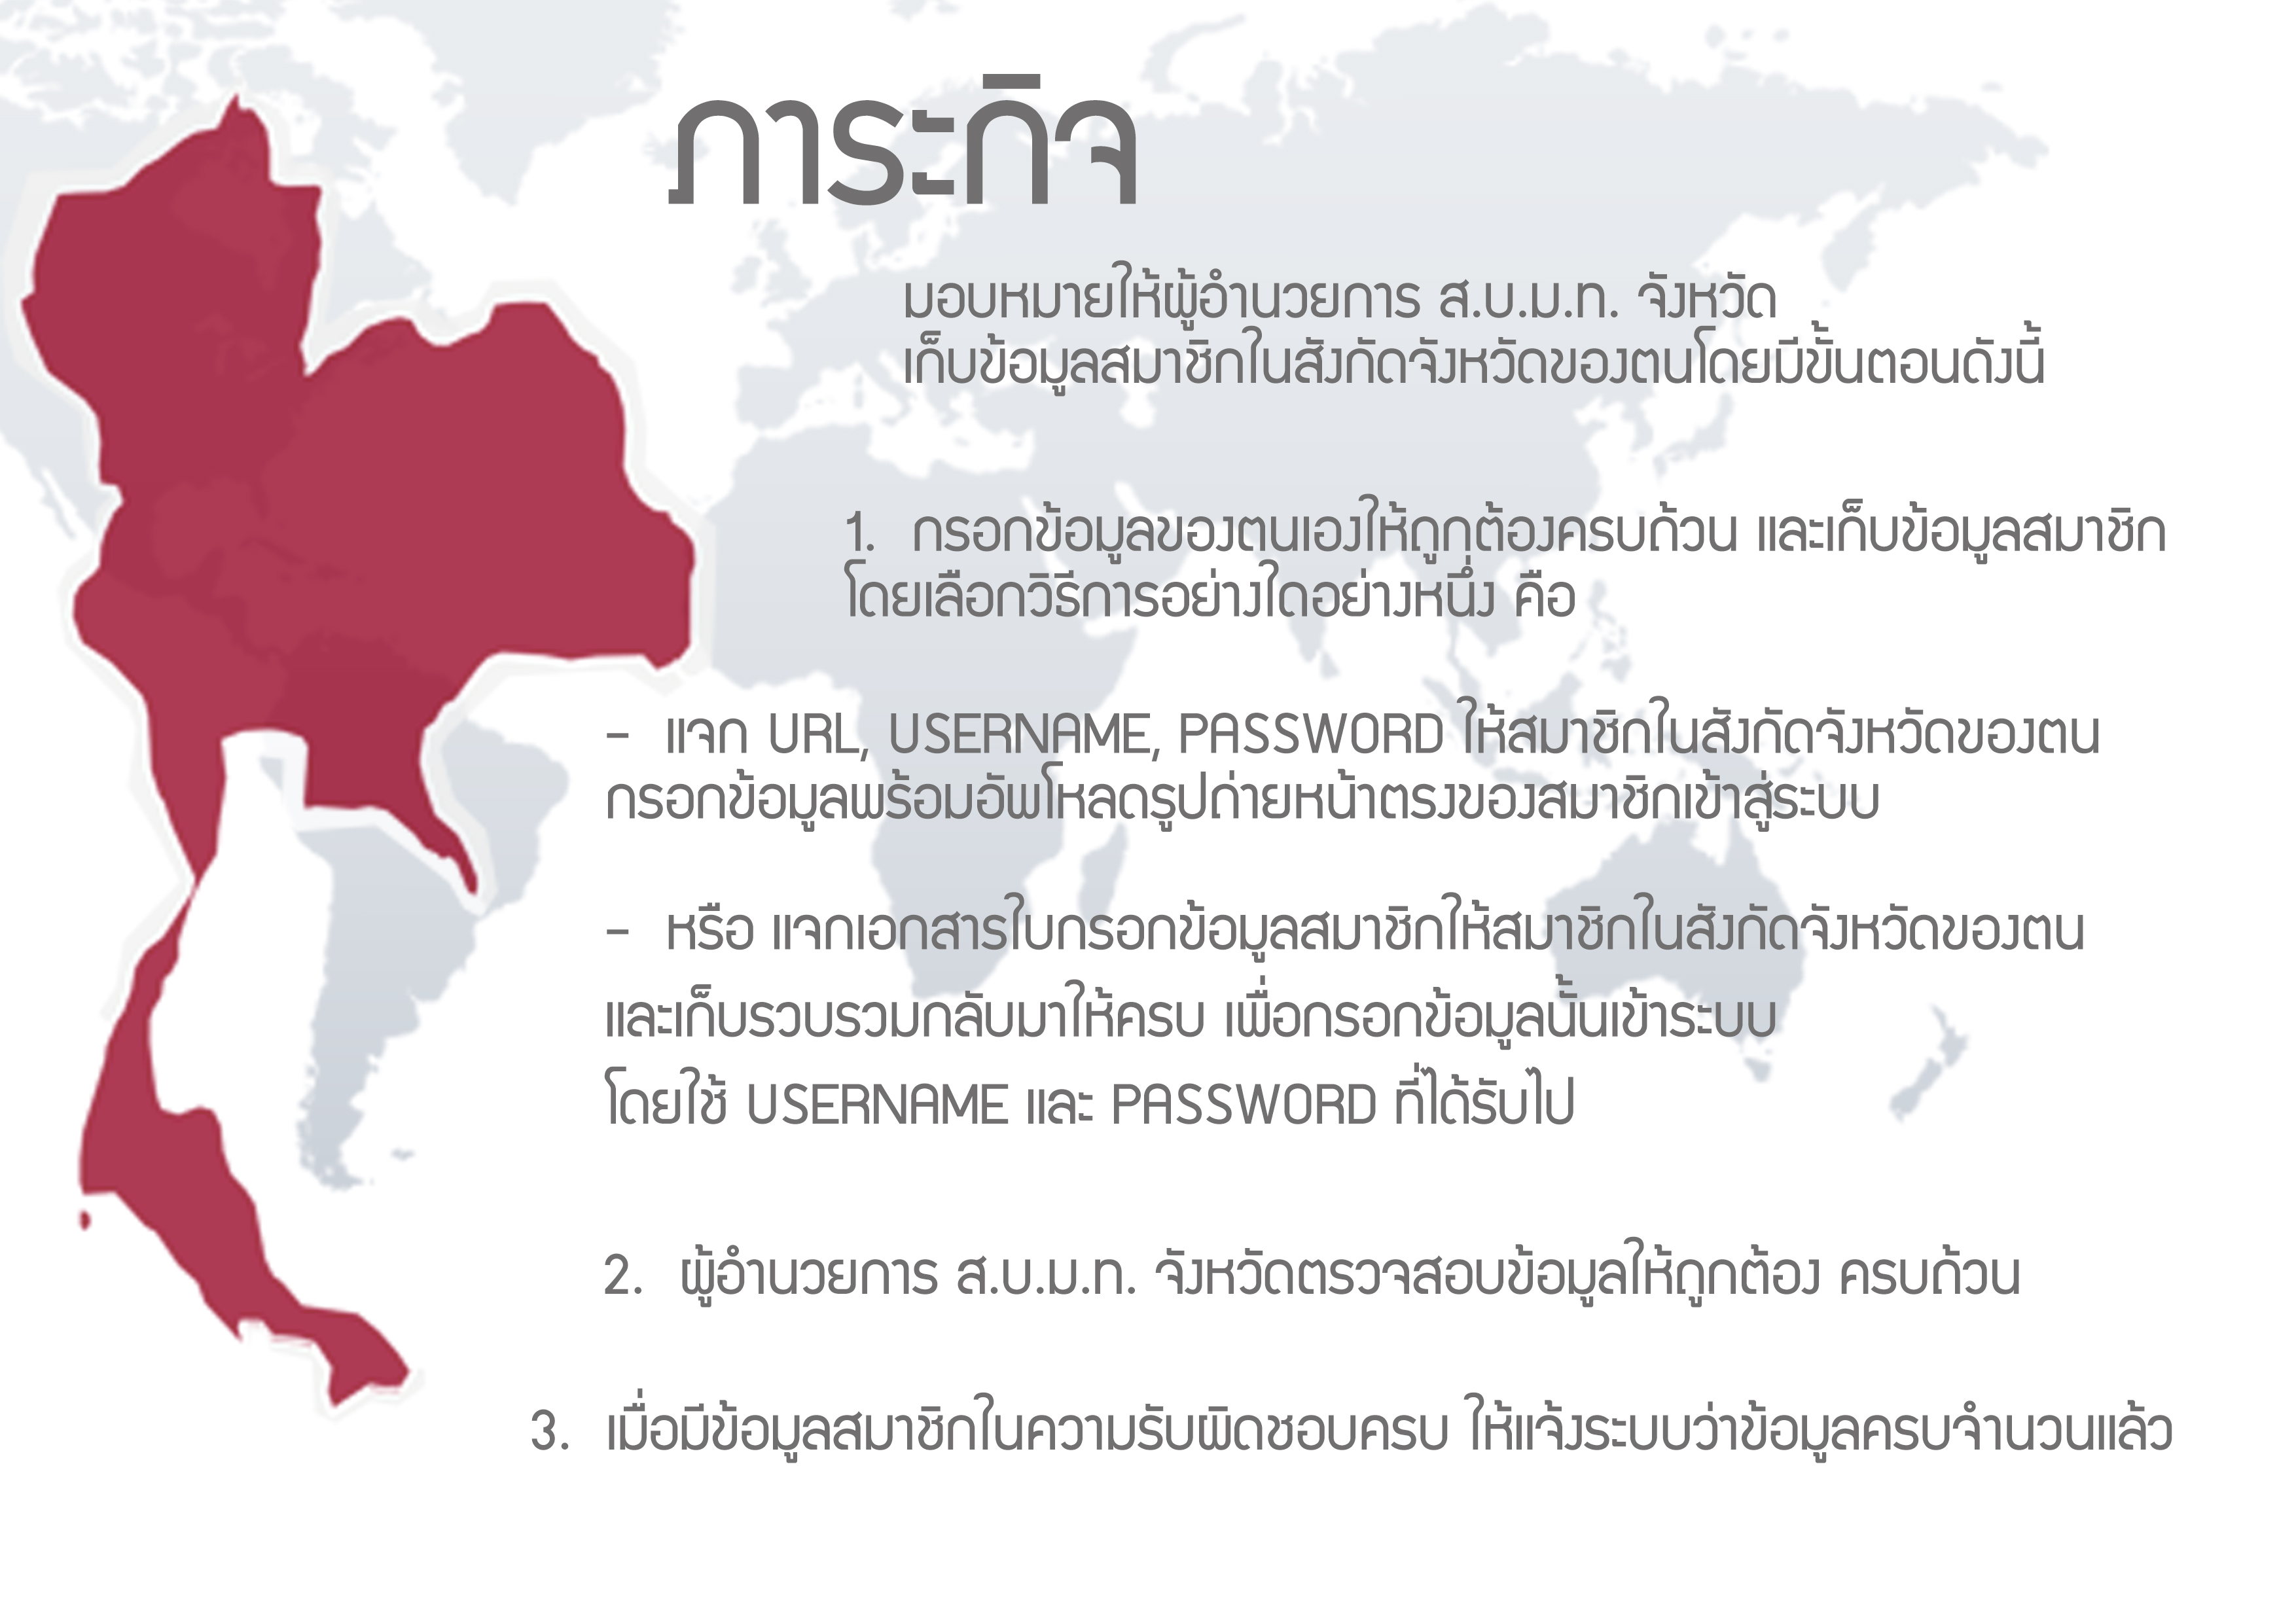 ภาระกิจ
มอบหมายให้ผู้อำนวยการ ส.บ.ม.ท. จังหวัด
เก็บข้อมูลสมาชิกในสังกัดจังหวัดของตนโดยมีขั้นตอนดังนี้
1. กรอกข้อมูลของตนเองให้ถูกต้องครบถ้วน และเก็บข้อมูลสมาชิก
โดยเลือกวิธีการอย่างใดอย่างหนึ่ง คือ
- แจก URL, USERNAME, PASSWORD ให้สมาชิกในสังกัดจังหวัดของตน
กรอกข้อมูลพร้อมอัพโหลดรูปถ่ายหน้าตรงของสมาชิกเข้าสู่ระบบ
- หรือ แจกเอกสารใบกรอกข้อมูลสมาชิกให้สมาชิกในสังกัดจังหวัดของตน
และเก็บรวบรวมกลับมาให้ครบ เพื่อกรอกข้อมูลนั้นเข้าระบบ
โดยใช้ USERNAME และ PASSWORD ที่ได้รับไป
2. ผู้อำนวยการ ส.บ.ม.ท. จังหวัดตรวจสอบข้อมูลให้ถูกต้อง ครบถ้วน
3. เมื่อมีข้อมูลสมาชิกในความรับผิดชอบครบ ให้แจ้งระบบว่าข้อมูลครบจำนวนแล้ว